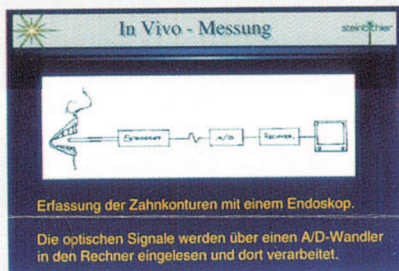 In Vivo - Messung
steinbichler
Endoskop
A/D
Rechner
Erfassung der Zahnkonturen mit einem Endoskop.
Die optischen Signale werden über einen A/D-Wandler
in den Rechner eingelesen und dort verarbeitet.